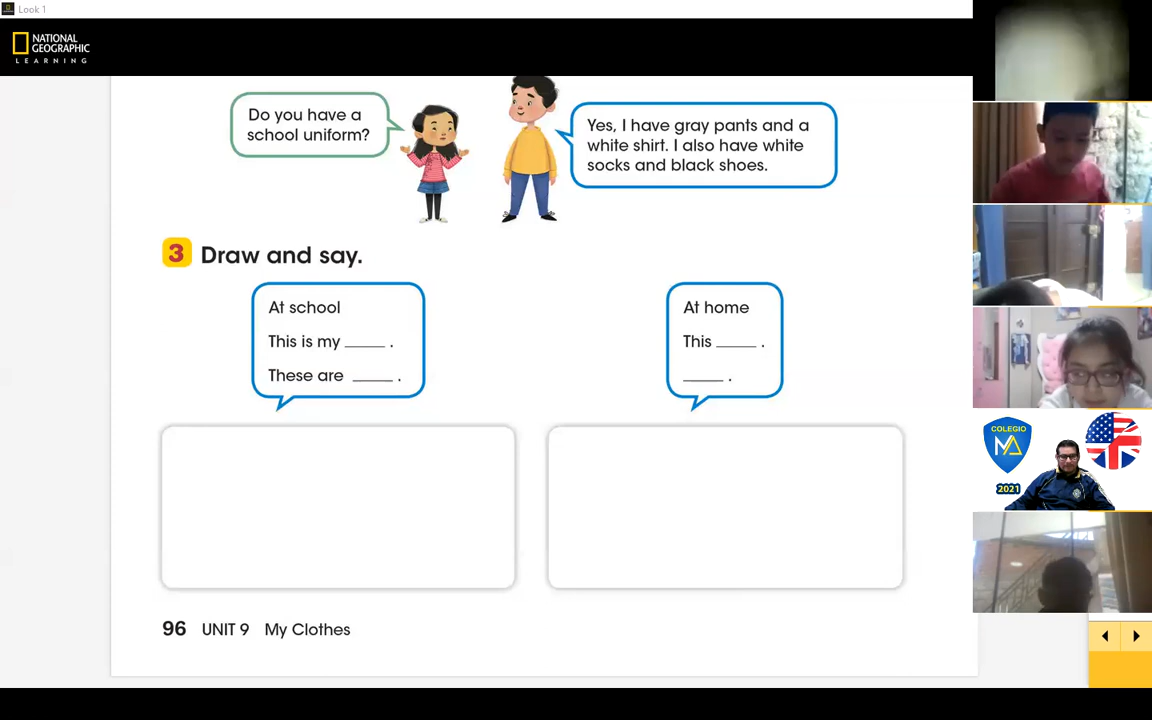 Look 1
NATIONAL
GEOGRAPHIC
LEARNING
Do you have a
school uniform?
Yes, I have gray pants and a
white shirt. I also have white
socks and black shoes.
3 Draw and say.
At school
This is my _____ .
These are _____ .
At home
This _____ .
_____ .
96 UNIT 9 My Clothes
COLEGIO
MA
2021